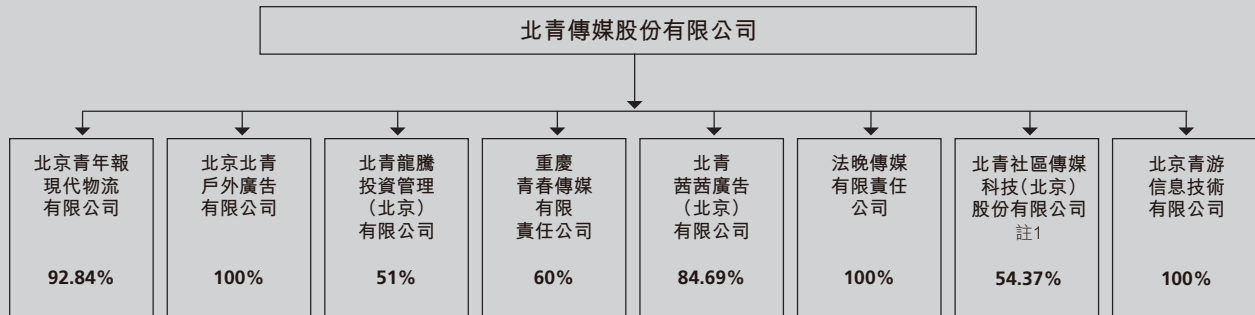 北青傳媒股份有限公司
北京青年報
現代物流
有限公司
92.84%
北京北青
戶外廣告
有限公司
100%
北青龍騰
投資管理
（北京）
有限公司
51%
重慶
青春傳媒
有限
責任公司
60%
北青
茜茜廣告
（北京）
有限公司
84.69%
法晚傳媒
有限責任
公司
100%
北青社區傳媒
科技（北京）
股份有限公司
註1
54.37%
北京青游
信息技術
有限公司
100%